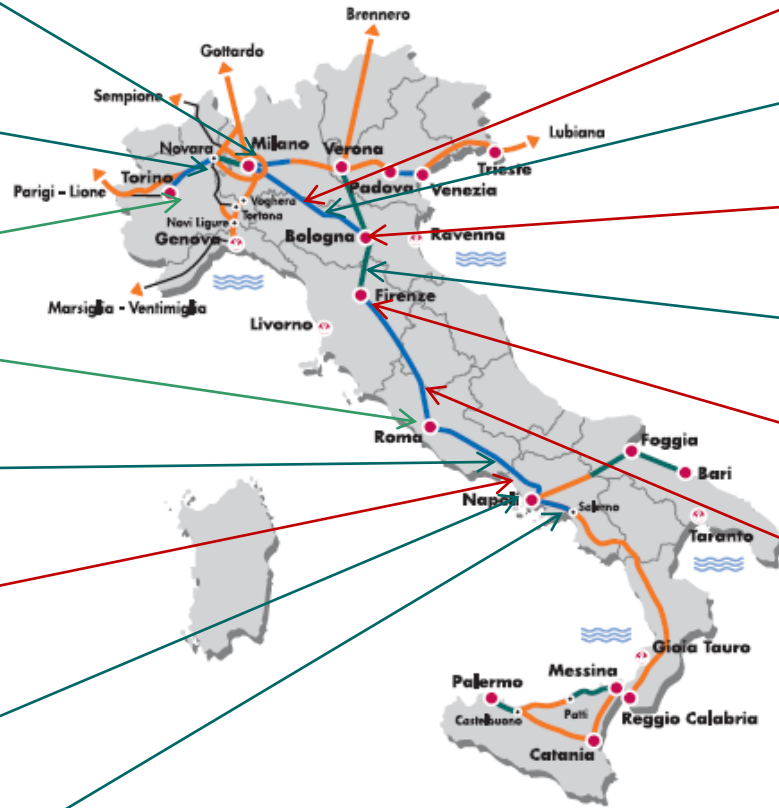 Brennero
Gottardo
Sempione
Lubiana
Novara
Milano
Verona
Trieste
Parigi - Lione
Torino
Padova
Venezia
Voghera
Tortona
Novi Ligure
Genova
Bologna
Ravenna
Marsiglia - Ventimiglia
Firenze
Livorno
Roma
Foggia
Bari
Napoli
Salerno
Taranto
Gioia Tauro
Messina
Palermo
Castelbuono
Patti
Reggio Calabria
Catania